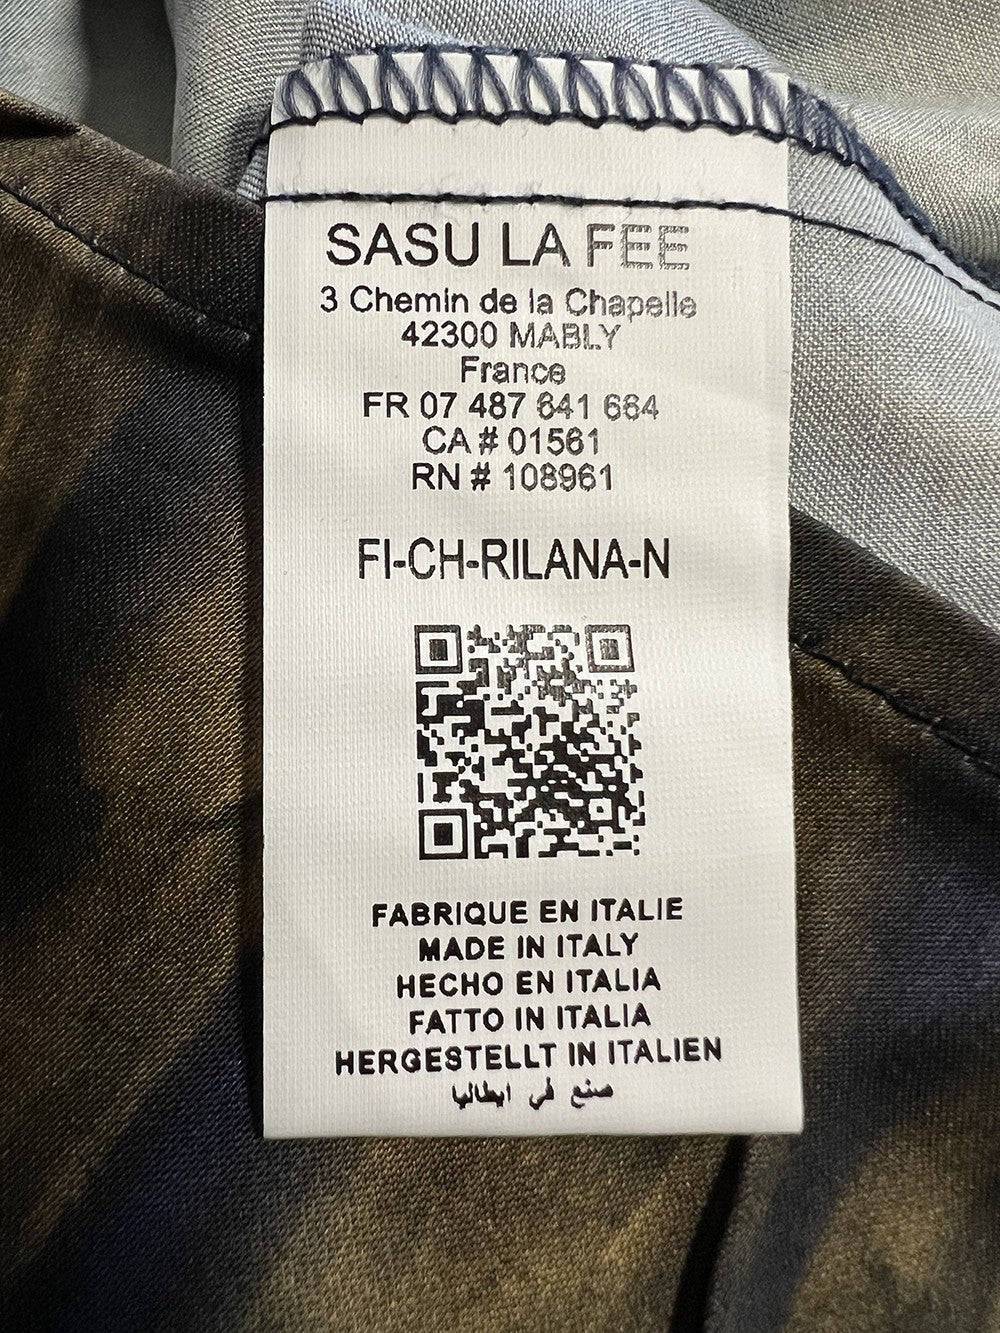 SASU LA FEE
3 Chemin de la Chapelle
42300 MABLY
France
FR 07 487 641 664
CA # 01561
RN # 108961
FI-CH-RILANA-N
FABRIQUE EN ITALIE
MADE IN ITALY
HECHO EN ITALIA
FATTO IN ITALIA
HERGESTELLT IN ITALIEN
صنع في ايطاليا